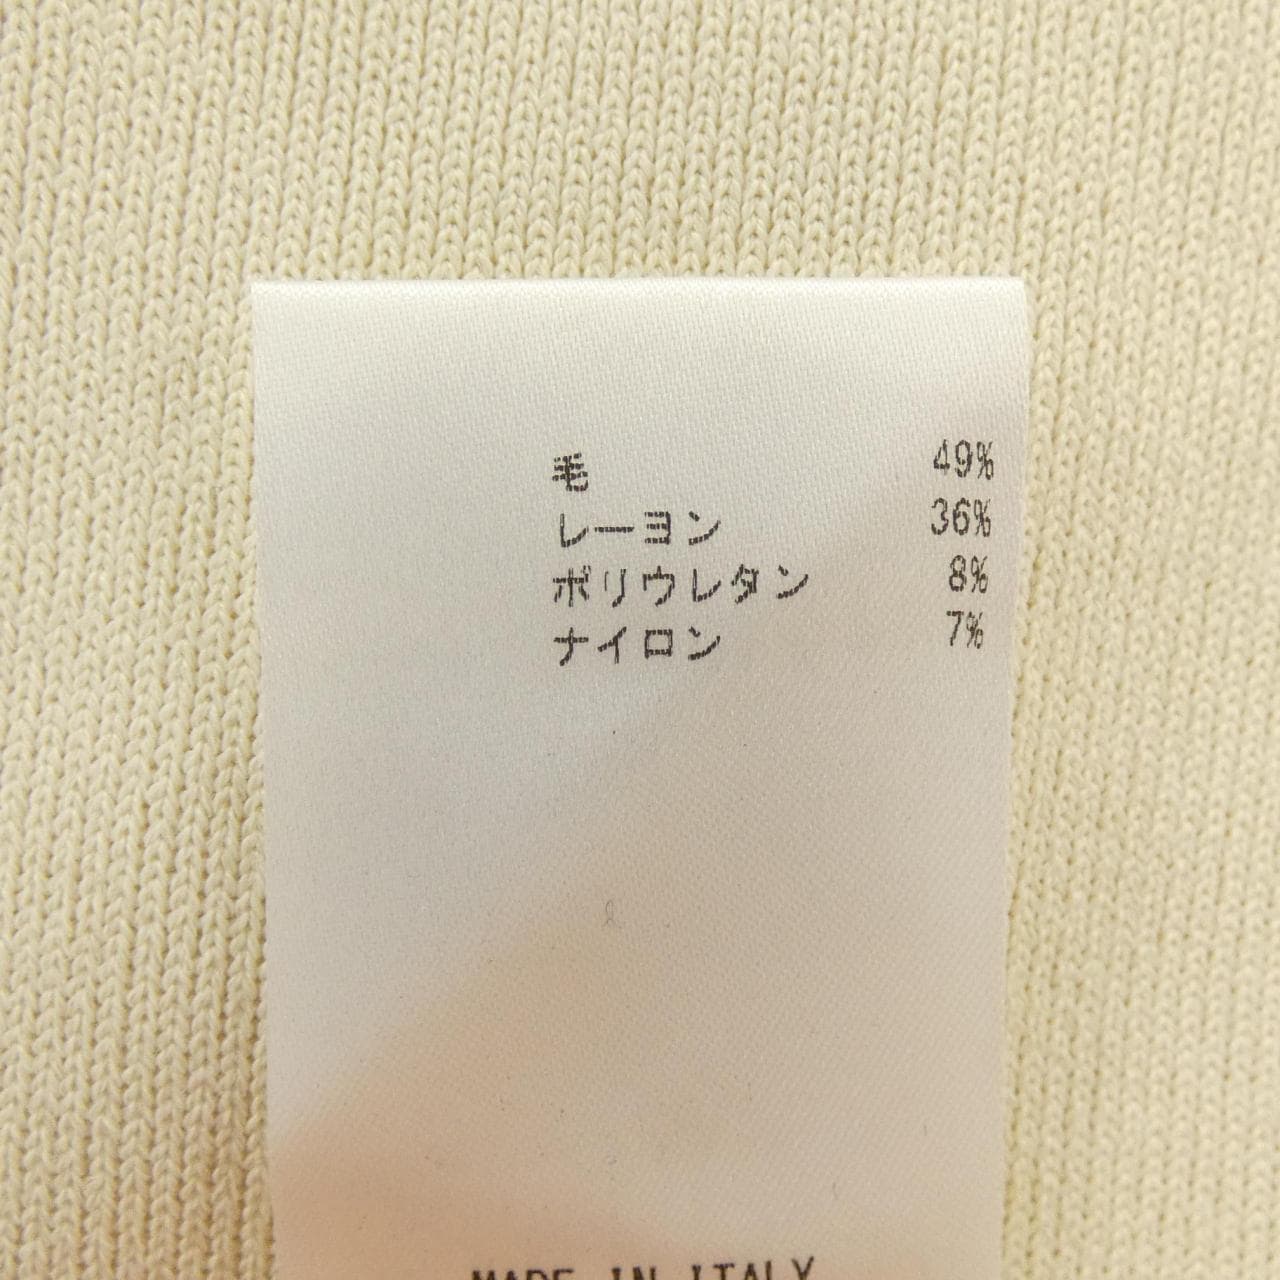 毛 49%
レーヨン 36%
ポリウレタン 8%
ナイロン 7%
MADE IN ITALY